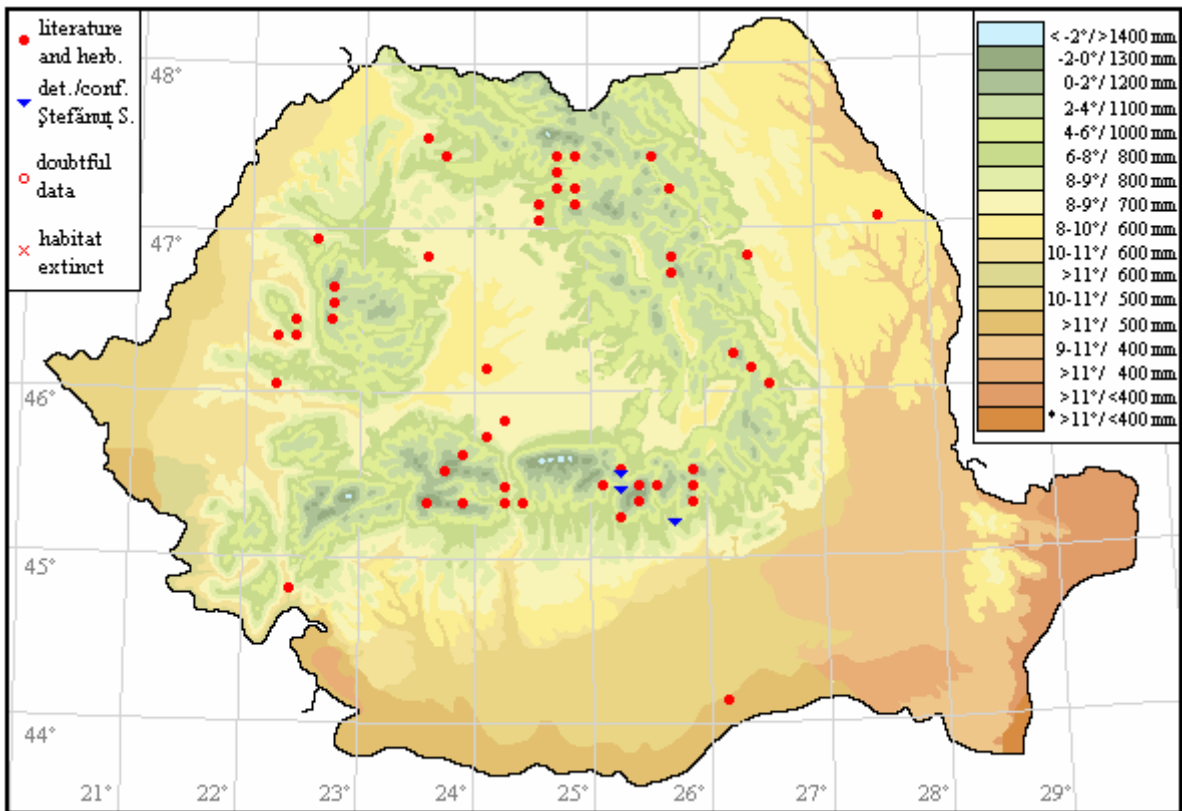 literature
and herb.
det./conf.
Ştefănuţ S.
doubtful
data
habitat
extinct
< -2°/ >1400 mm
-2-0°/ 1300 mm
0-2°/ 1200 mm
2-4°/ 1100 mm
4-6°/ 1000 mm
6-8°/ 800 mm
8-9°/ 800 mm
8-9°/ 700 mm
8-10°/ 600 mm
10-11°/ 600 mm
>11°/ 600 mm
10-11°/ 500 mm
>11°/ 500 mm
9-11°/ 400 mm
>11°/ 400 mm
>11°/ <400 mm
* >11°/ <400 mm
48°
47°
46°
45°
44°
21° 22° 23° 24° 25° 26° 27° 28° 29°